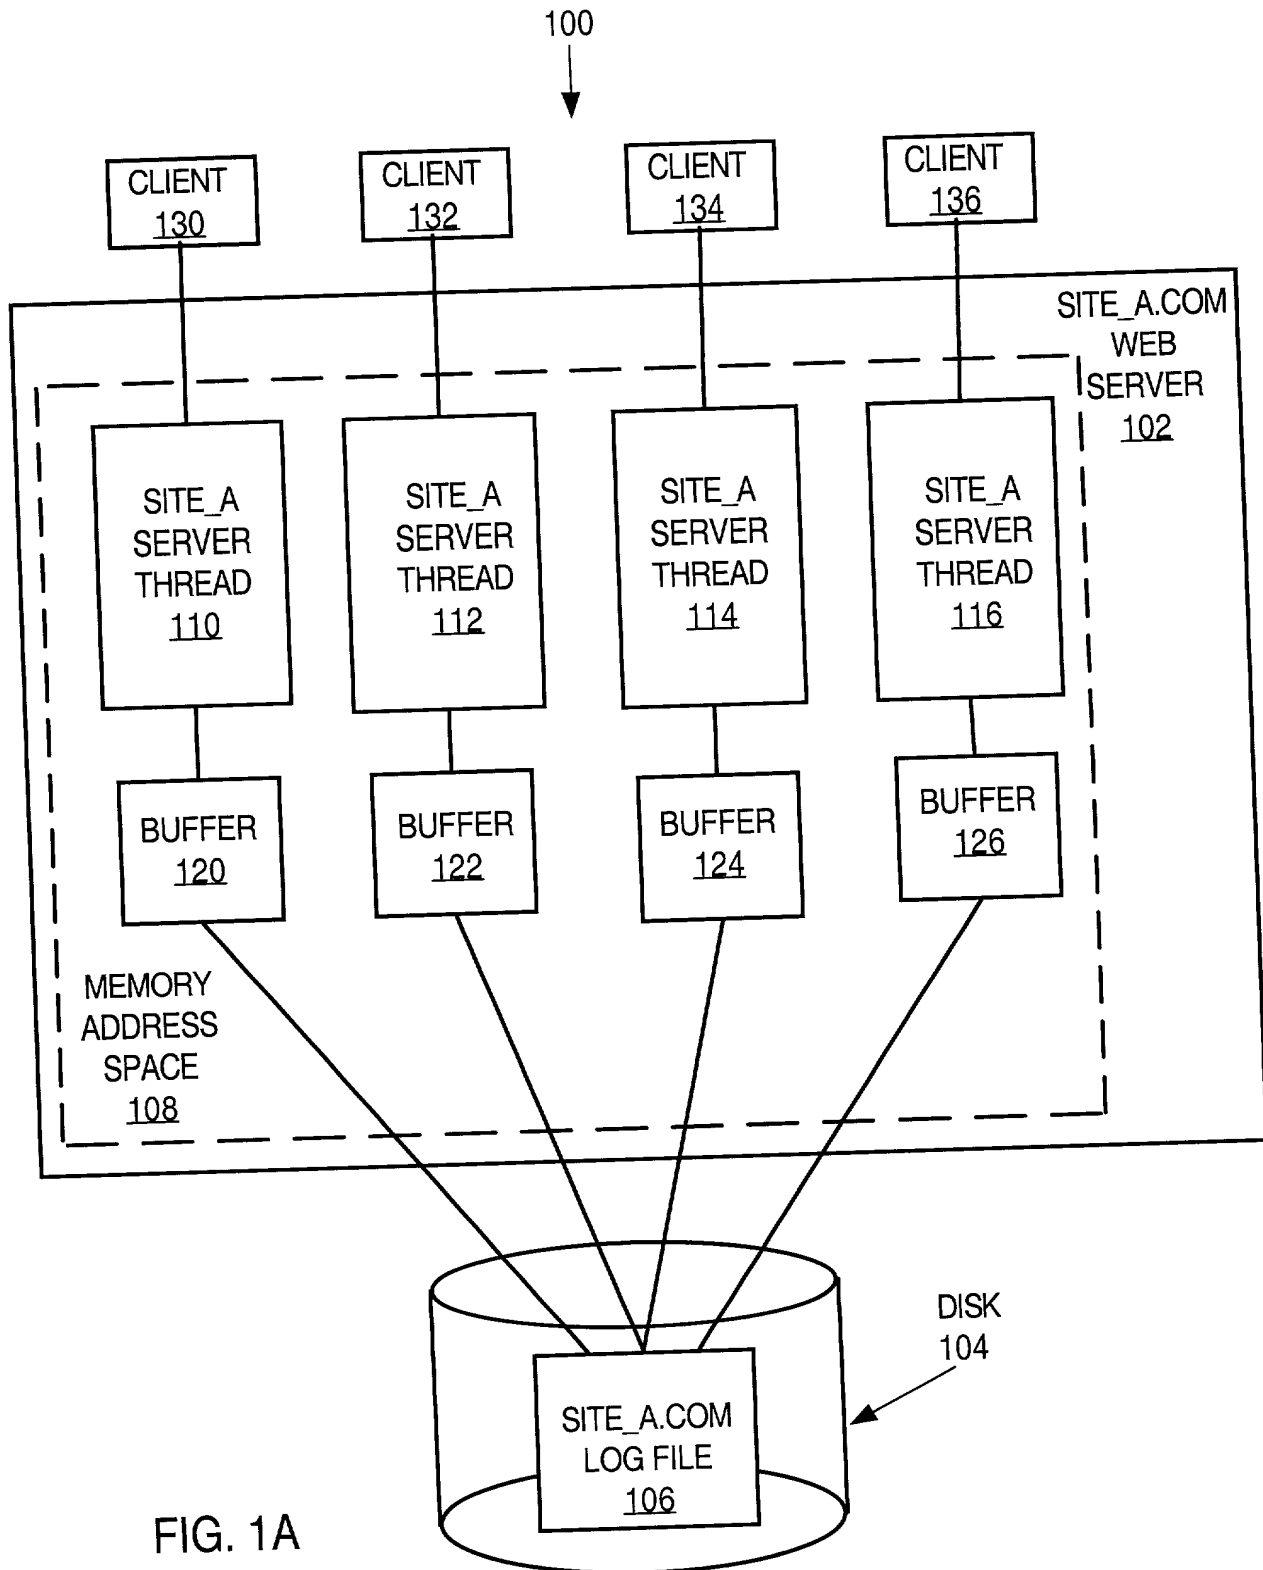 100
CLIENT
130
CLIENT
132
CLIENT
134
CLIENT
136
SITE_A.COM
WEB
SERVER
102
SITE_A
SERVER
THREAD
110
SITE_A
SERVER
THREAD
112
SITE_A
SERVER
THREAD
114
SITE_A
SERVER
THREAD
116
BUFFER
120
BUFFER
122
BUFFER
124
BUFFER
126
MEMORY
ADDRESS
SPACE
108
DISK
104
SITE_A.COM
LOG FILE
106
FIG. 1A